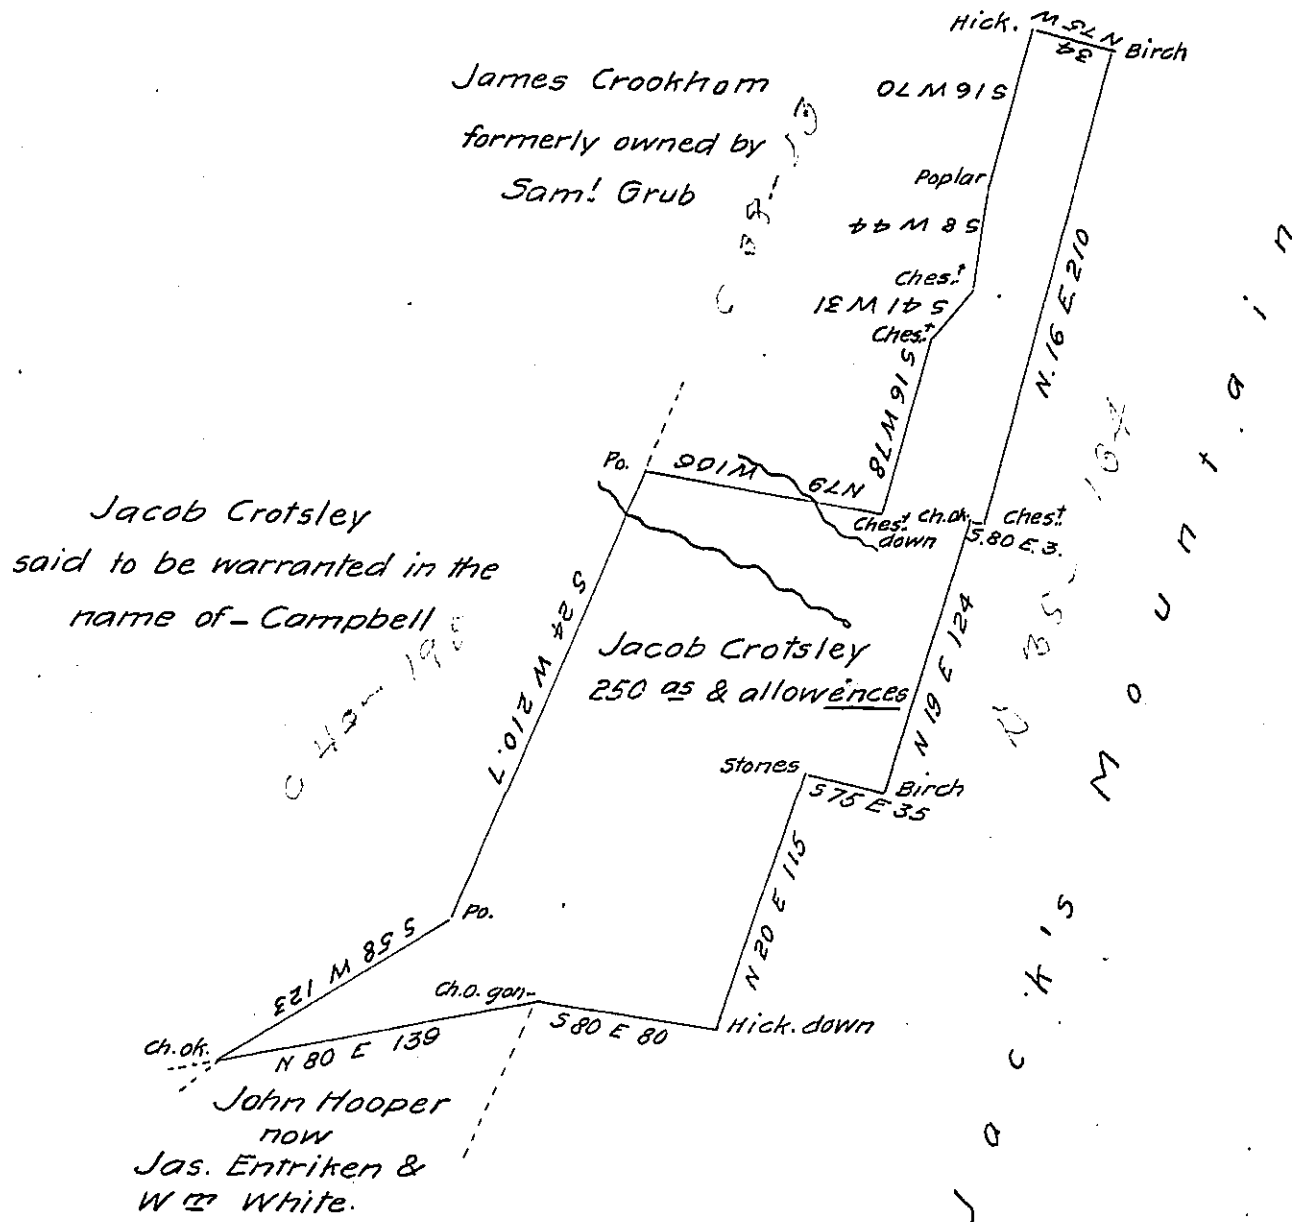 Hick.
N 75 W
34
Birch
James Crookham
formerly owned by
Sam! Grub
C 88-13
S 16 W 70
Poplar
S 8 W 44
Ches.t
S 41 W 31
Ches.t
S 16 W 78
N. 16 E. 210
Po.
N 79 W 106
Ches.t
down
Ch. ok.
Ches.t
S. 80 E. 3.
Jacob Crotsley
said to be warranted in the
name of - Campbell
S 24 W 210.7
Jacob Crotsley
250 as & allowences
N 19 E 124
Stones
S 75 E 35
Birch
N 20 E 115
Po.
S 58 W 123
Ch.o. gon-
S 80 E 80
Hick. down
Ch. ok.
N 80 E 139
John Hooper
now
Jas. Entriken &
Wm White.
Jack's Mountain